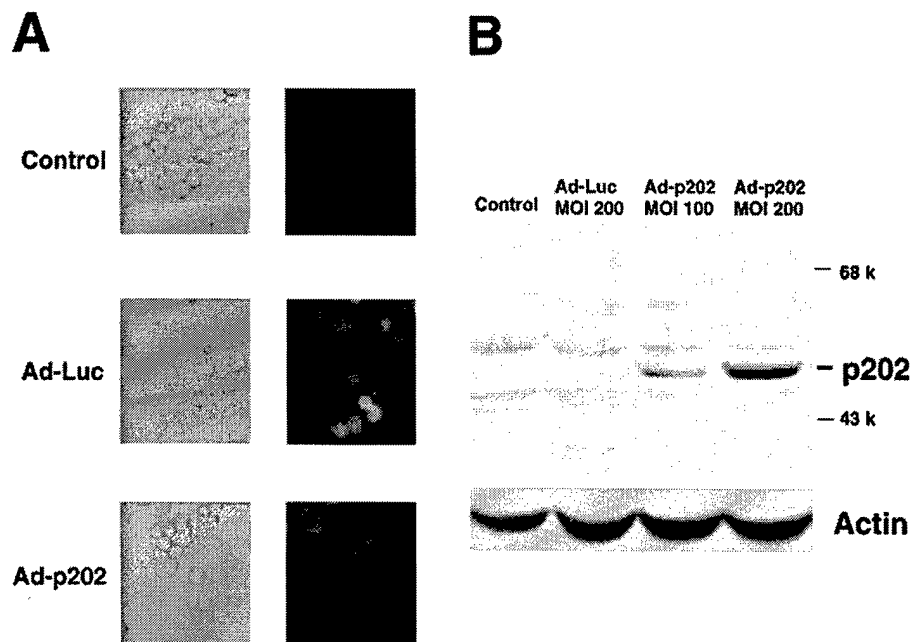 A
Control
Ad-Luc
Ad-p202
B
Control
Ad-Luc
MOI 200
Ad-p202
MOI 100
Ad-p202
MOI 200
68 k
p202
43 k
Actin